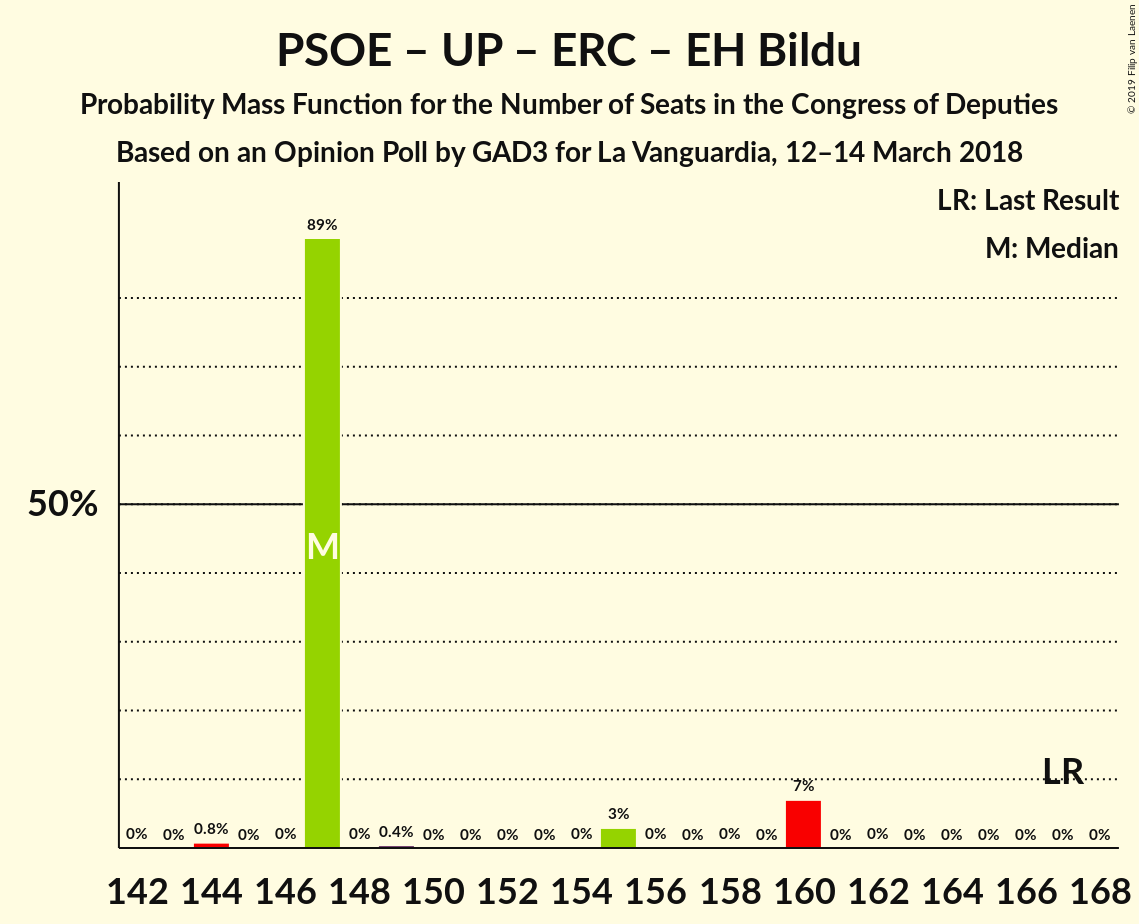 PSOE – UP – ERC – EH Bildu
Probability Mass Function for the Number of Seats in the Congress of Deputies
Based on an Opinion Poll by GAD3 for La Vanguardia, 12–14 March 2018
© 2019 Filip van Laenen
LR: Last Result
M: Median
89%
50%
M
LR
0% 0% 0.8% 0% 0% 0% 0.4% 0% 0% 0% 0% 0% 3% 0% 0% 0% 0% 7% 0% 0% 0% 0% 0% 0% 0% 0%
142 144 146 148 150 152 154 156 158 160 162 164 166 168